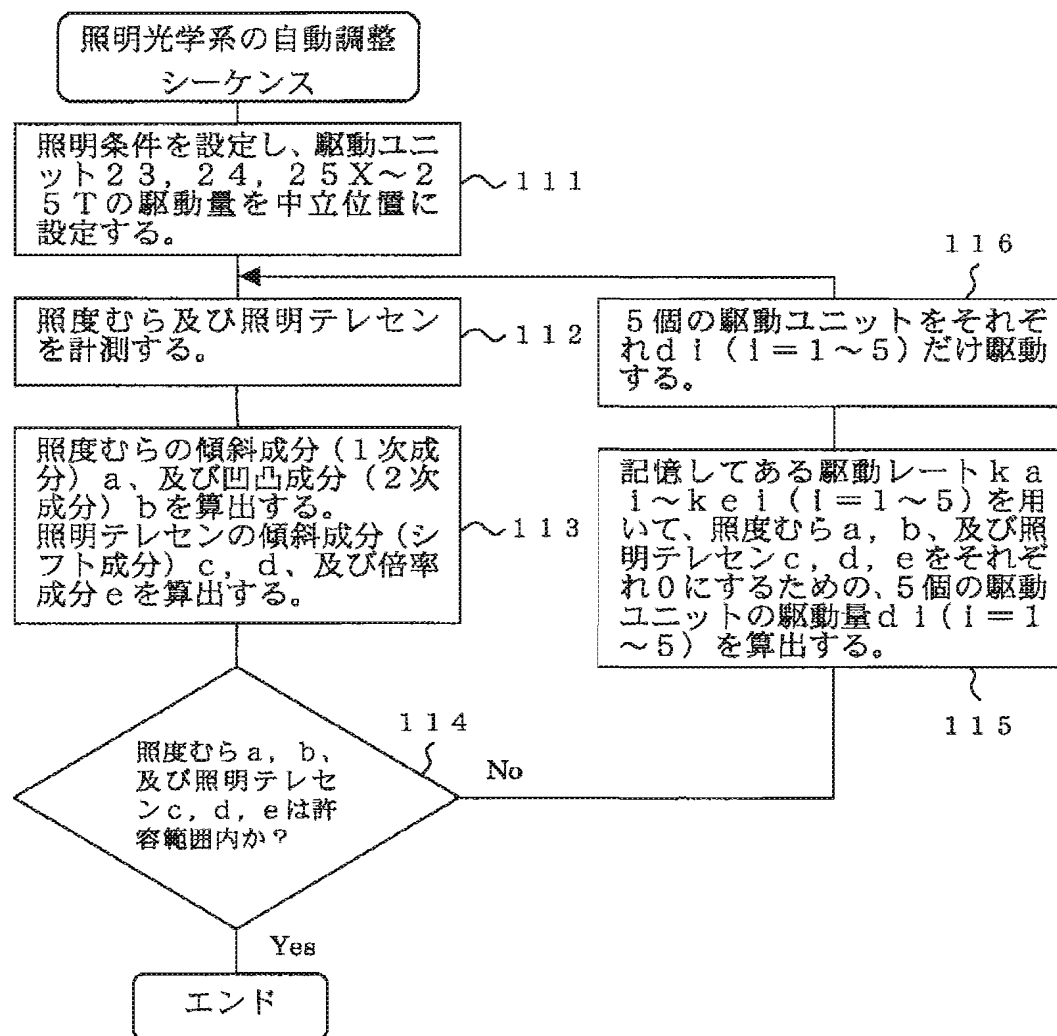 照明光学系の自動調整
シーケンス
照明条件を設定し、駆動ユニ
ット２３，２４，２５Ｘ～２
５Ｔの駆動量を中立位置に
設定する。
１１１
照度むら及び照明テレセン
を計測する。
１１２
照度むらの傾斜成分（１次成
分）ａ、及び凹凸成分（２次
成分）ｂを算出する。
照明テレセンの傾斜成分（シ
フト成分）ｃ，ｄ、及び倍率
成分ｅを算出する。
１１３
照度むらａ，ｂ、
及び照明テレセ
ンｃ，ｄ，ｅは許
容範囲内か？
１１４
No
Yes
エンド
記憶してある駆動レートｋａ
ｉ～ｋｅｉ（ｉ＝１～５）を用
いて、照度むらａ，ｂ、及び照
明テレセンｃ，ｄ，ｅをそれぞ
れ０にするための、５個の駆動
ユニットの駆動量ｄｉ（ｉ＝１
～５）を算出する。
１１５
５個の駆動ユニットをそれぞ
れｄｉ（ｉ＝１～５）だけ駆動
する。
１１６